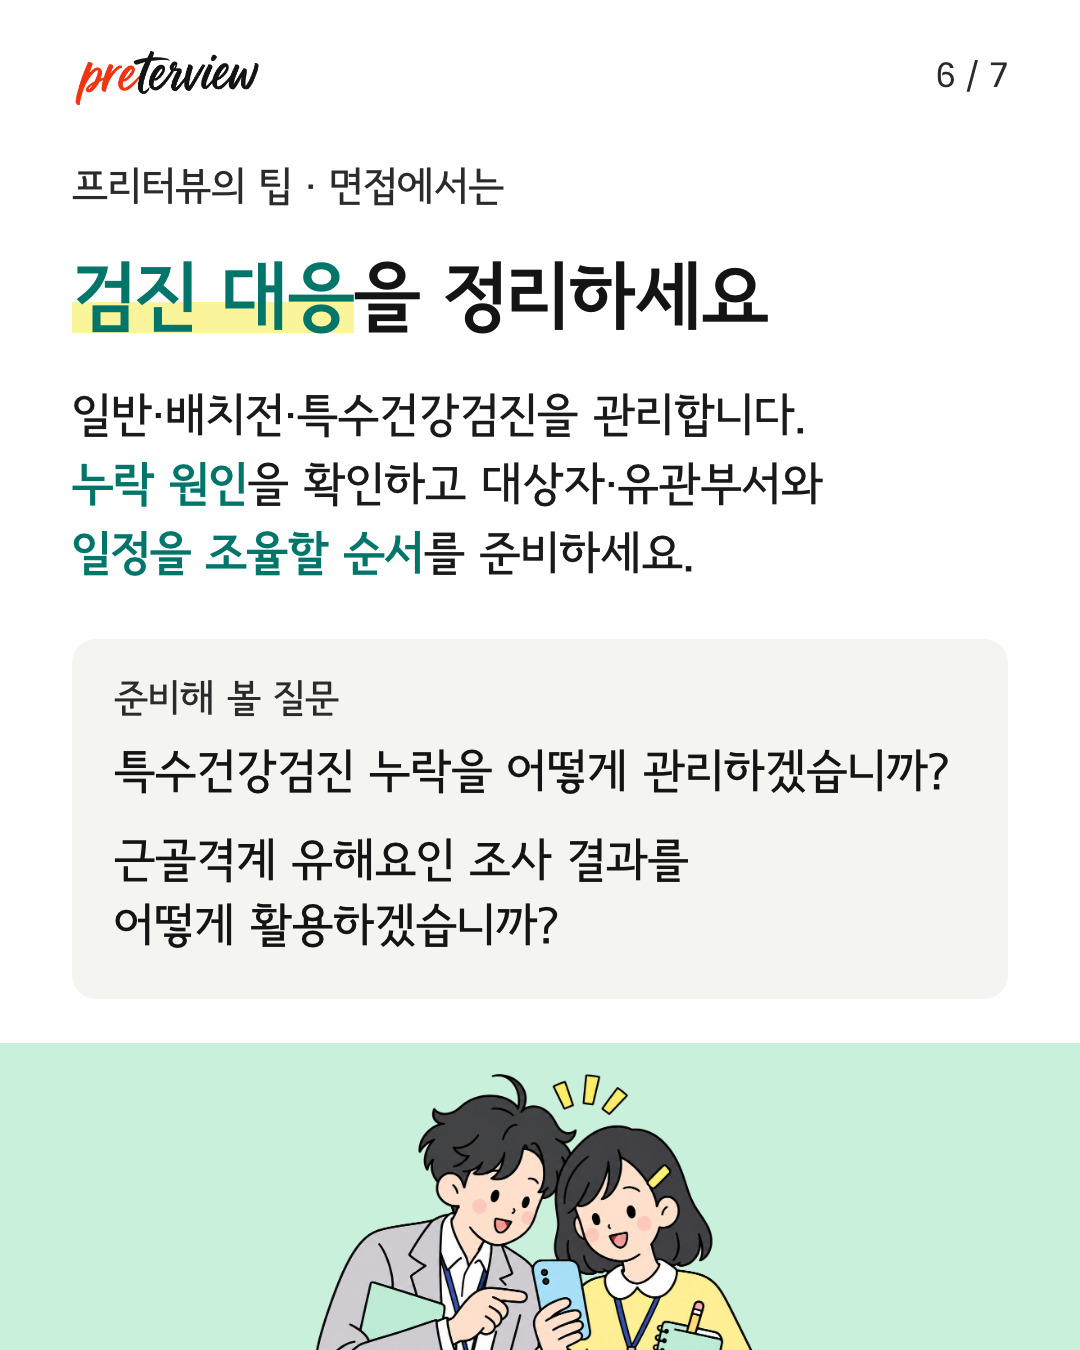 preterview
6 / 7
프리터뷰의 팁 · 면접에서는
검진 대응을 정리하세요
일반·배치전·특수건강검진을 관리합니다.
누락 원인을 확인하고 대상자·유관부서와
일정을 조율할 순서를 준비하세요.
준비해 볼 질문
특수건강검진 누락을 어떻게 관리하겠습니까?
근골격계 유해요인 조사 결과를
어떻게 활용하겠습니까?